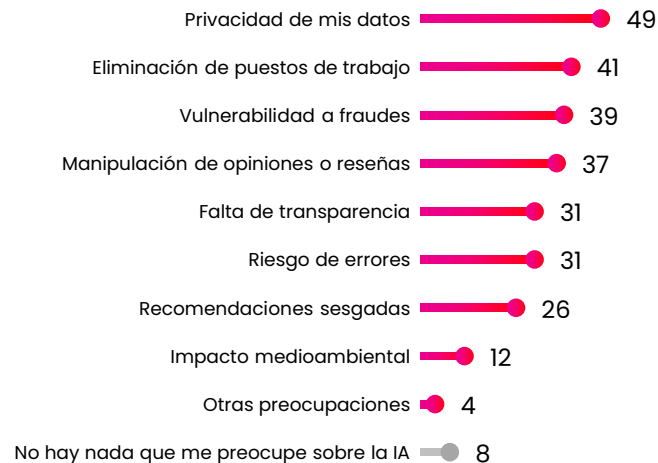 Privacidad de mis datos 49
Eliminación de puestos de trabajo 41
Vulnerabilidad a fraudes 39
Manipulación de opiniones o reseñas 37
Falta de transparencia 31
Riesgo de errores 31
Recomendaciones sesgadas 26
Impacto medioambiental 12
Otras preocupaciones 4
No hay nada que me preocupe sobre la IA 8